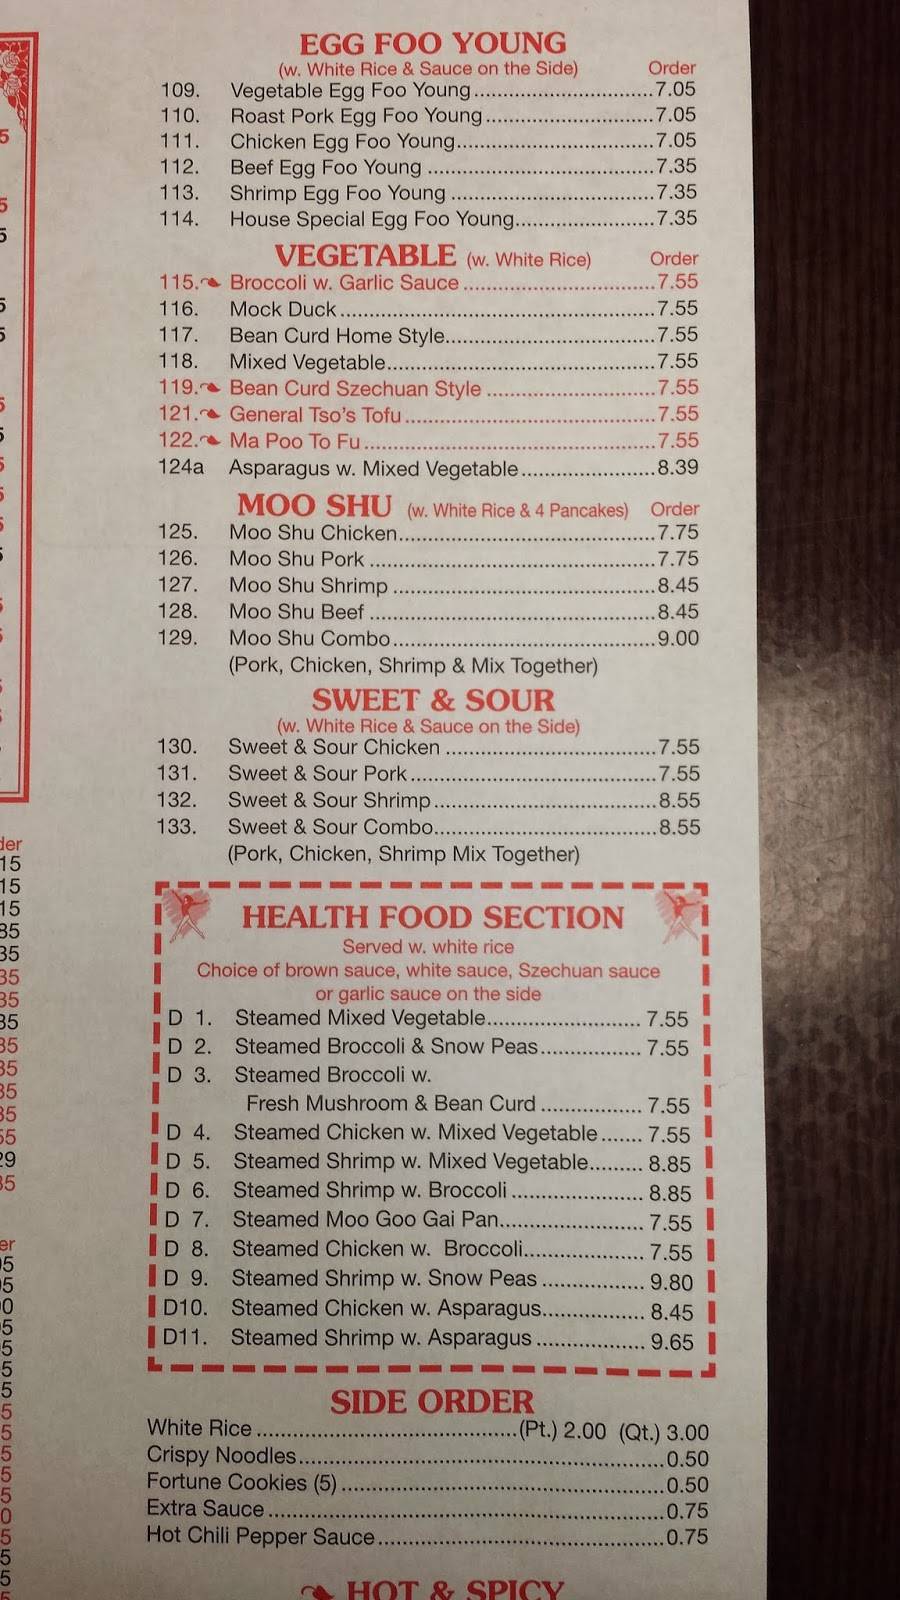 EGG FOO YOUNG
(w. White Rice & Sauce on the Side) Order
109. Vegetable Egg Foo Young..............................7.05
110. Roast Pork Egg Foo Young............................7.05
111. Chicken Egg Foo Young.................................7.05
112. Beef Egg Foo Young ......................................7.35
113. Shrimp Egg Foo Young ..................................7.35
114. House Special Egg Foo Young.......................7.35
VEGETABLE (w. White Rice) Order
115. Broccoli w. Garlic Sauce ................................7.55
116. Mock Duck.....................................................7.55
117. Bean Curd Home Style...................................7.55
118. Mixed Vegetable.............................................7.55
119. Bean Curd Szechuan Style ............................7.55
121. General Tso's Tofu..........................................7.55
122. Ma Poo To Fu.................................................7.55
124a Asparagus w. Mixed Vegetable.......................8.39
MOO SHU (w. White Rice & 4 Pancakes) Order
125. Moo Shu Chicken...........................................7.75
126. Moo Shu Pork ................................................7.75
127. Moo Shu Shrimp ............................................8.45
128. Moo Shu Beef ................................................8.45
129. Moo Shu Combo............................................9.00
(Pork, Chicken, Shrimp & Mix Together)
SWEET & SOUR
(w. White Rice & Sauce on the Side)
130. Sweet & Sour Chicken ...................................7.55
131. Sweet & Sour Pork.........................................7.55
132. Sweet & Sour Shrimp.....................................8.55
133. Sweet & Sour Combo.....................................8.55
(Pork, Chicken, Shrimp Mix Together)
HEALTH FOOD SECTION
Served w. white rice
Choice of brown sauce, white sauce, Szechuan sauce
or garlic sauce on the side
D 1. Steamed Mixed Vegetable.......................... 7.55
D 2. Steamed Broccoli & Snow Peas................. 7.55
D 3. Steamed Broccoli w.
Fresh Mushroom & Bean Curd ................. 7.55
D 4. Steamed Chicken w. Mixed Vegetable....... 7.55
D 5. Steamed Shrimp w. Mixed Vegetable......... 8.85
D 6. Steamed Shrimp w. Broccoli ...................... 8.85
D 7. Steamed Moo Goo Gai Pan........................ 7.55
D 8. Steamed Chicken w. Broccoli.................... 7.55
D 9. Steamed Shrimp w. Snow Peas ................. 9.80
D10. Steamed Chicken w. Asparagus................. 8.45
D11. Steamed Shrimp w. Asparagus .................. 9.65
SIDE ORDER
White Rice ............................................(Pt.) 2.00 (Qt.) 3.00
Crispy Noodles..............................................................0.50
Fortune Cookies (5).......................................................0.50
Extra Sauce...................................................................0.75
Hot Chili Pepper Sauce.................................................0.75
HOT & SPICY